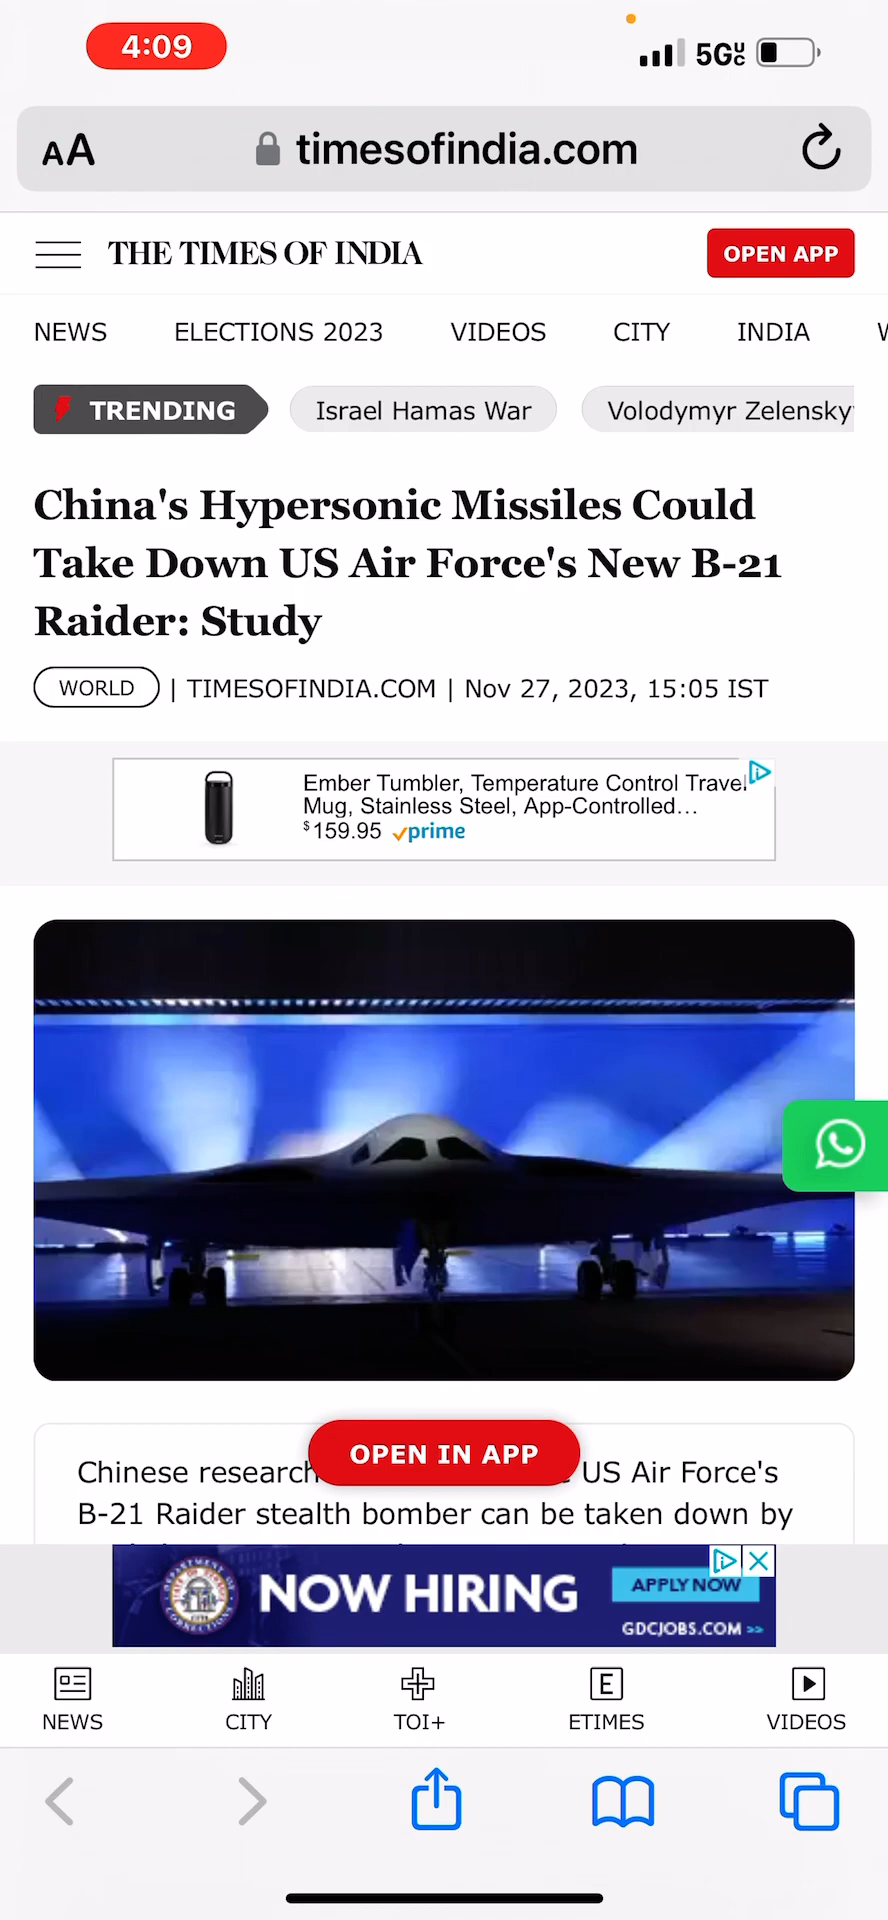 4:09
5G UC
AA timesofindia.com
THE TIMES OF INDIA
OPEN APP
NEWS ELECTIONS 2023 VIDEOS CITY INDIA
TRENDING Israel Hamas War Volodymyr Zelensky
China's Hypersonic Missiles Could
Take Down US Air Force's New B-21
Raider: Study
WORLD | TIMESOFINDIA.COM | Nov 27, 2023, 15:05 IST
Ember Tumbler, Temperature Control Travel
Mug, Stainless Steel, App-Controlled...
$159.95 prime
Chinese research US Air Force's
OPEN IN APP
B-21 Raider stealth bomber can be taken down by
NOW HIRING
APPLY NOW
GDCJOBS.COM >>
NEWS CITY TOI+ E ETIMES VIDEOS